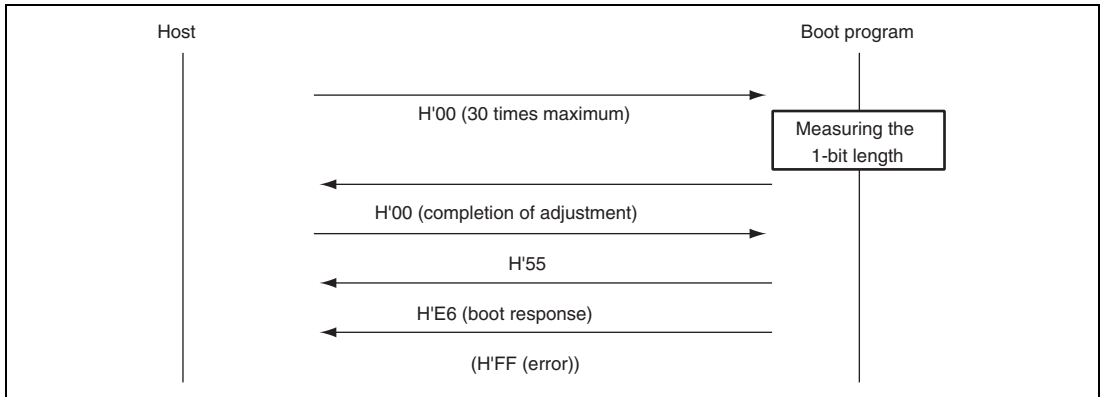 Host
Boot program
H'00 (30 times maximum)
Measuring the
1-bit length
H'00 (completion of adjustment)
H'55
H'E6 (boot response)
(H'FF (error))